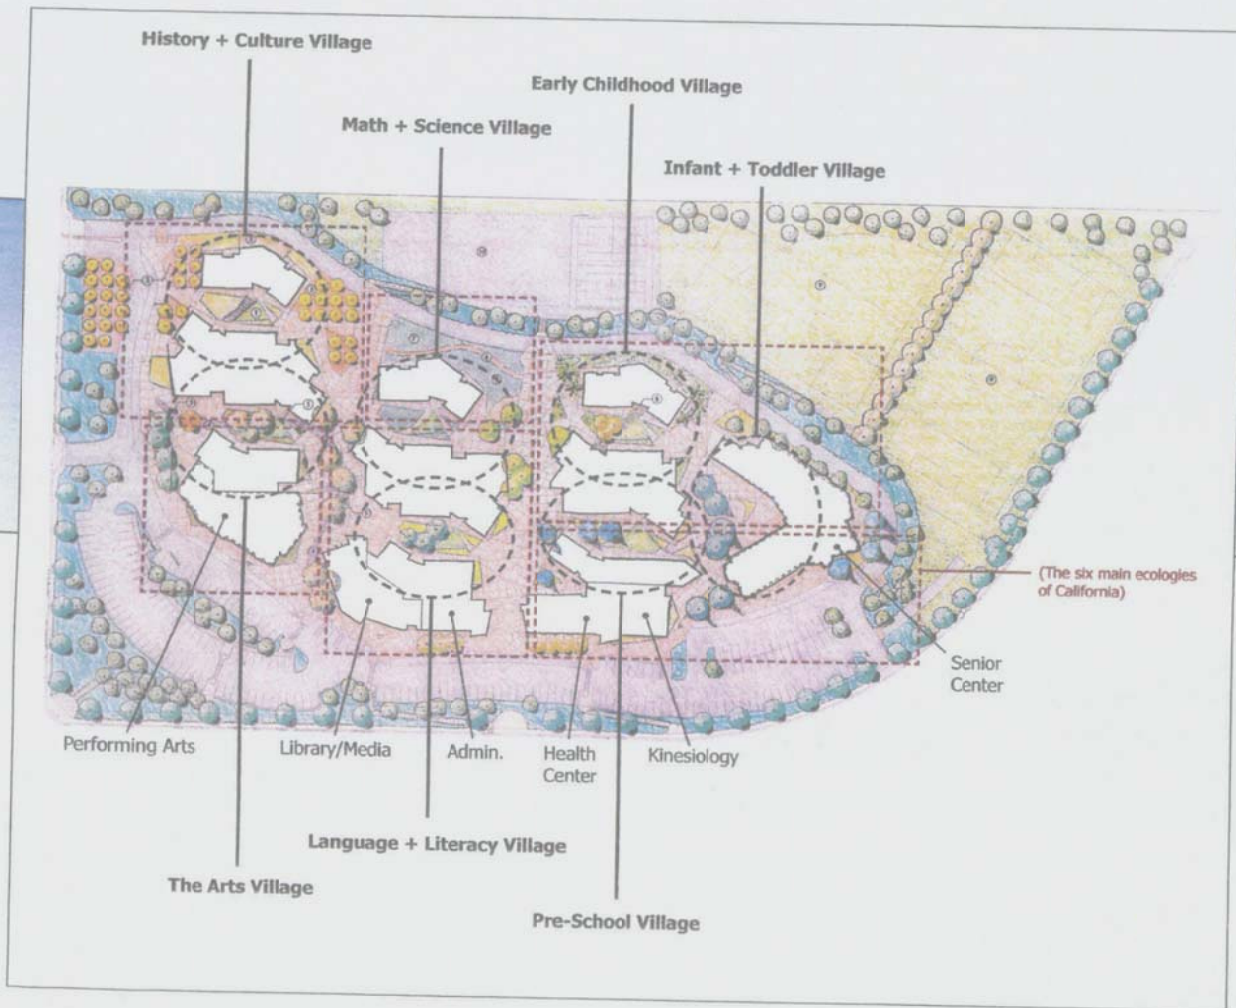 History + Culture Village
Early Childhood Village
Math + Science Village
Infant + Toddler Village
(The six main ecologies
of California)
Senior
Center
Performing Arts
Library/Media
Admin.
Health
Center
Kinesiology
Language + Literacy Village
The Arts Village
Pre-School Village